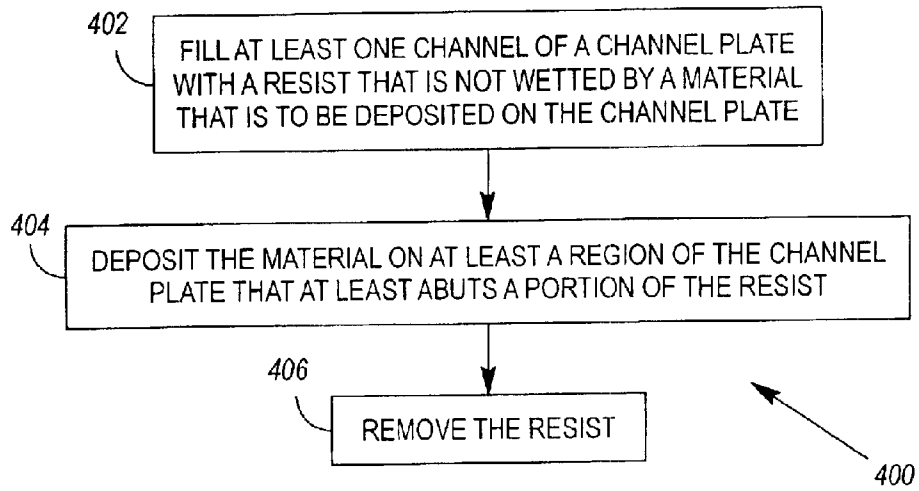 402
FILL AT LEAST ONE CHANNEL OF A CHANNEL PLATE
WITH A RESIST THAT IS NOT WETTED BY A MATERIAL
THAT IS TO BE DEPOSITED ON THE CHANNEL PLATE
404
DEPOSIT THE MATERIAL ON AT LEAST A REGION OF THE CHANNEL
PLATE THAT AT LEAST ABUTS A PORTION OF THE RESIST
406
REMOVE THE RESIST
400